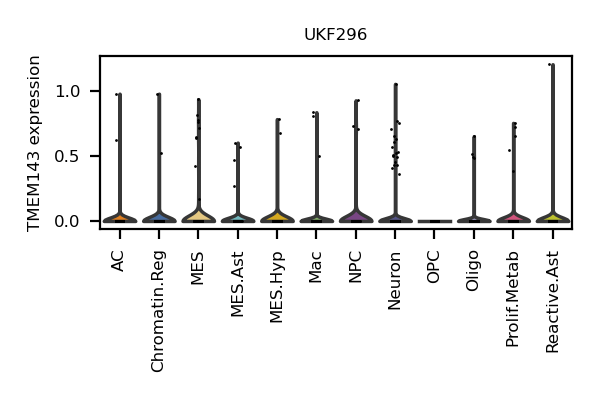 UKF296
TMEM143 expression
1.0
0.5
0.0
AC
Chromatin.Reg
MES
MES.Ast
MES.Hyp
Mac
NPC
Neuron
OPC
Oligo
Prolif.Metab
Reactive.Ast